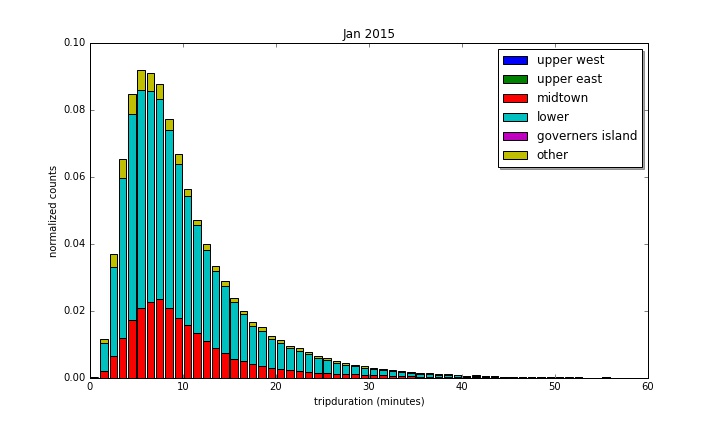 Jan 2015
0.10
0.08
0.06
0.04
0.02
0.00
normalized counts
upper west
upper east
midtown
lower
governers island
other
0 10 20 30 40 50 60
tripduration (minutes)